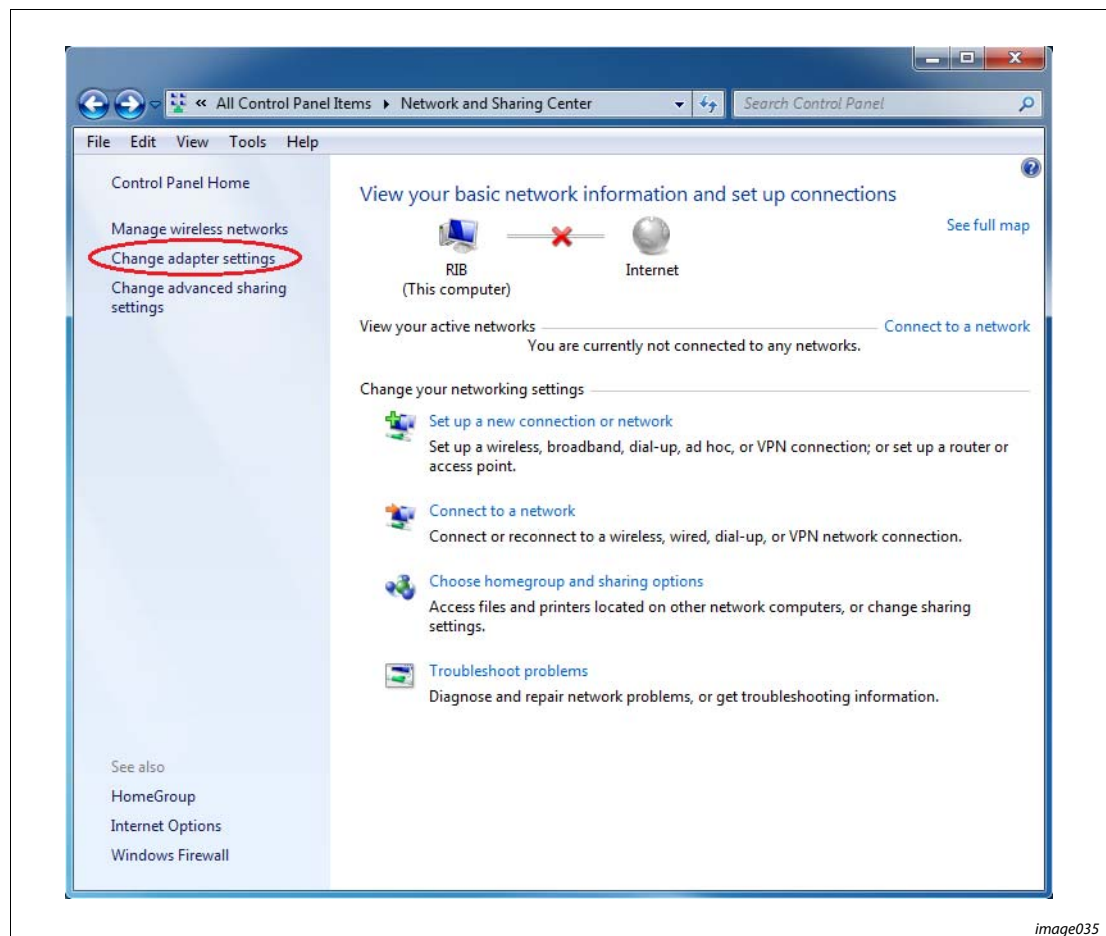 « All Control Panel Items ▸ Network and Sharing Center
Search Control Panel
File Edit View Tools Help
Control Panel Home
Manage wireless networks
Change adapter settings
Change advanced sharing
settings
See also
HomeGroup
Internet Options
Windows Firewall
View your basic network information and set up connections
See full map
RIB
(This computer)
Internet
View your active networks
Connect to a network
You are currently not connected to any networks.
Change your networking settings
Set up a new connection or network
Set up a wireless, broadband, dial-up, ad hoc, or VPN connection; or set up a router or
access point.
Connect to a network
Connect or reconnect to a wireless, wired, dial-up, or VPN network connection.
Choose homegroup and sharing options
Access files and printers located on other network computers, or change sharing
settings.
Troubleshoot problems
Diagnose and repair network problems, or get troubleshooting information.
image035